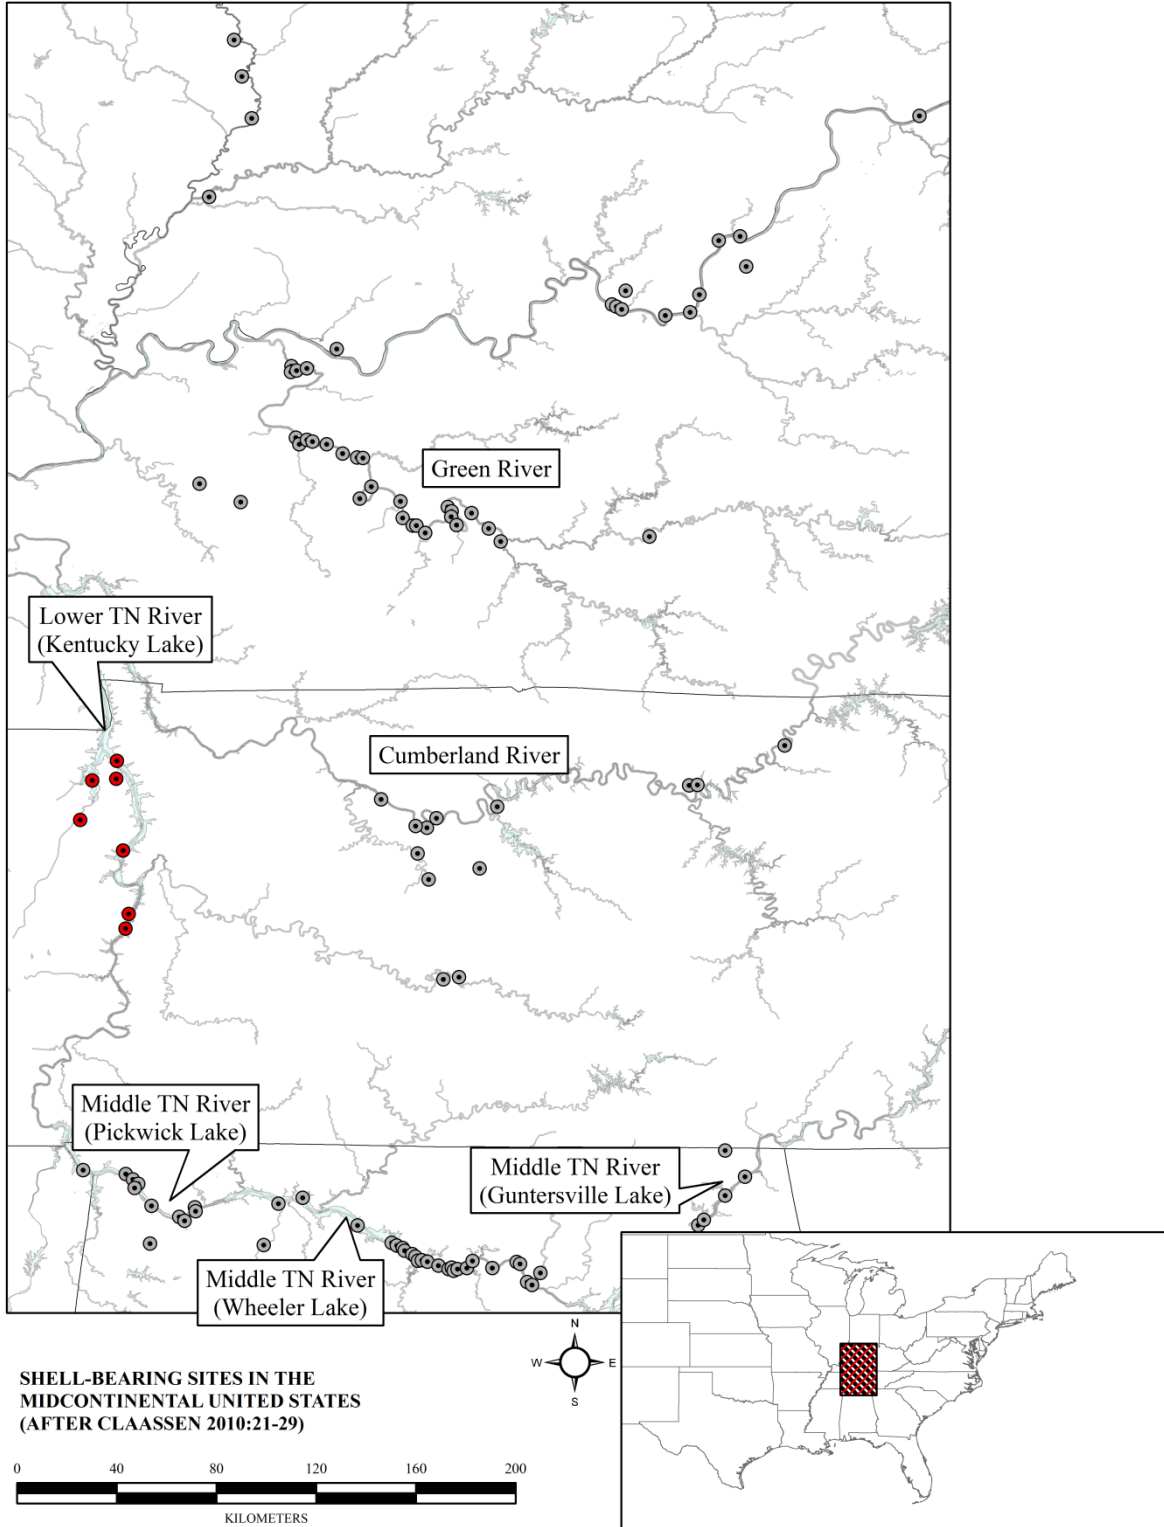 Green River
Lower TN River
(Kentucky Lake)
Cumberland River
Middle TN River
(Pickwick Lake)
Middle TN River
(Guntersville Lake)
Middle TN River
(Wheeler Lake)
N
W
E
S
SHELL-BEARING SITES IN THE
MIDCONTINENTAL UNITED STATES
(AFTER CLAASSEN 2010:21-29)
0 40 80 120 160 200
KILOMETERS